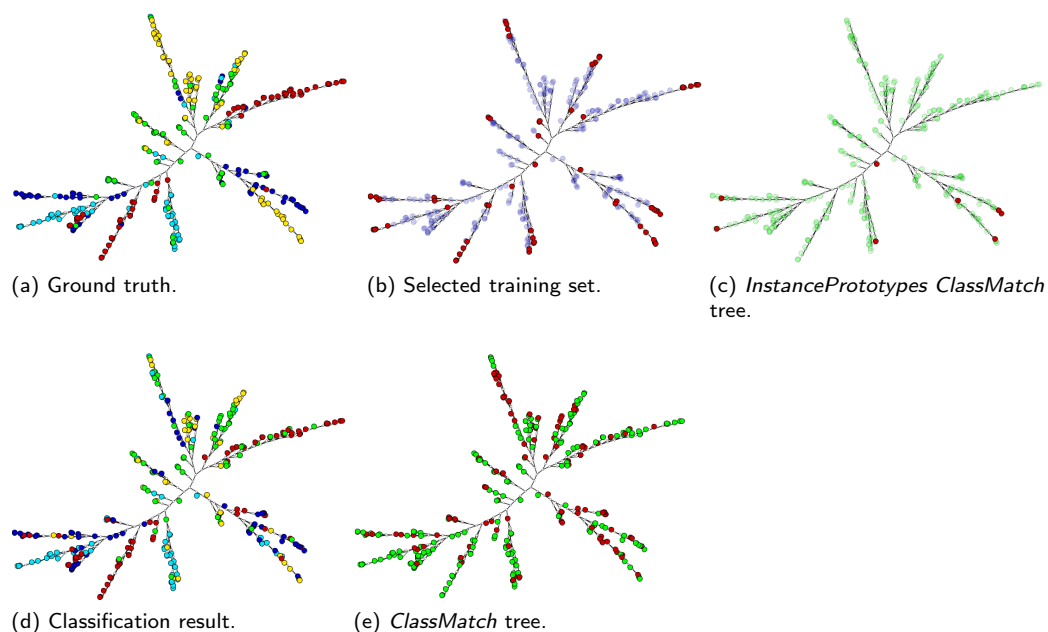 (a) Ground truth.
(b) Selected training set.
(c) InstancePrototypes ClassMatch
tree.
(d) Classification result.
(e) ClassMatch tree.